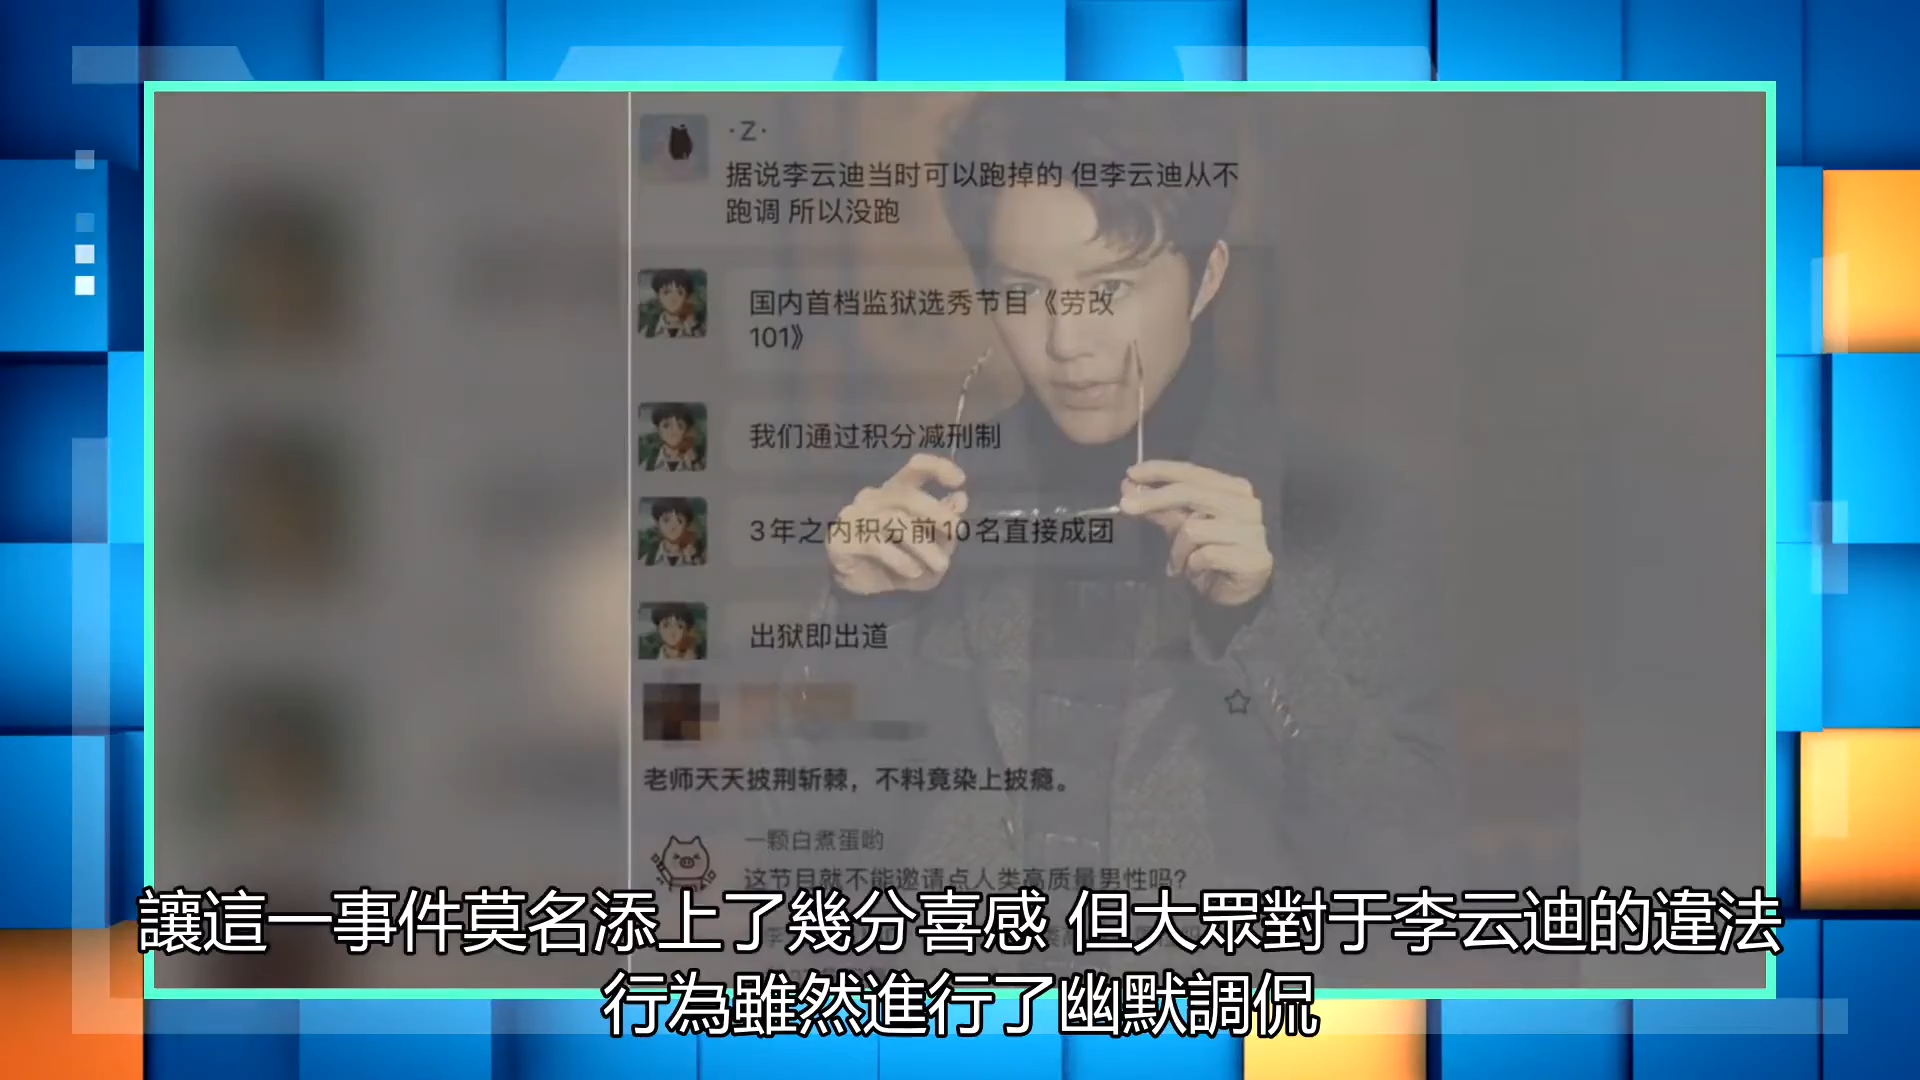 ·Z·
据说李云迪当时可以跑掉的 但李云迪从不
跑调 所以没跑
国内首档监狱选秀节目《劳改
101》
我们通过积分减刑制
3年之内积分前10名直接成团
出狱即出道
老师天天披荆斩棘，不料竟染上披瘾。
一颗白煮蛋哟
这节目就不能邀请点人类高质量男性吗?
讓這一事件莫名添上了幾分喜感 但大眾對于李云迪的違法
行為雖然進行了幽默調侃